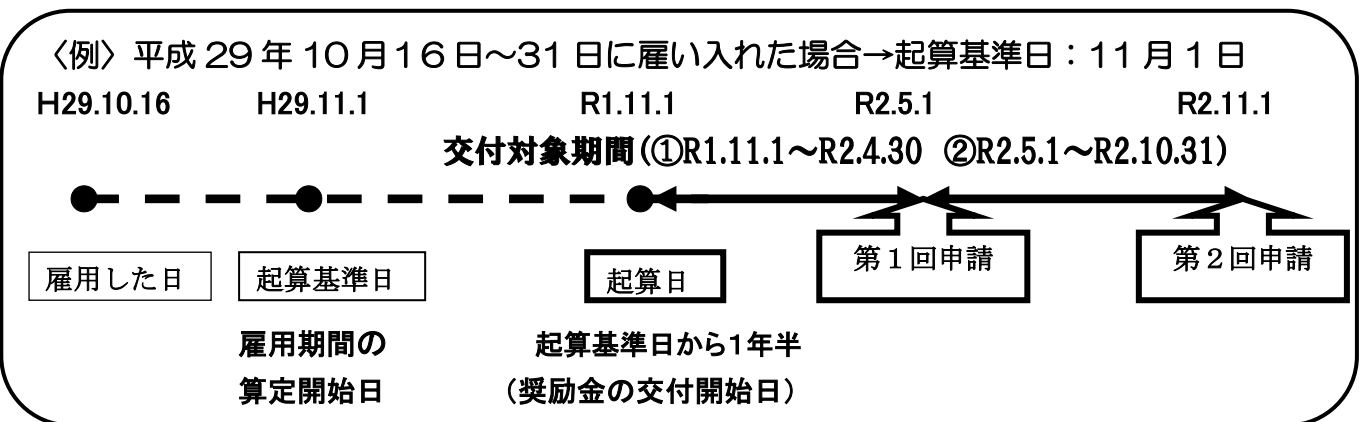 〈例〉平成29年10月16日～31日に雇い入れた場合→起算基準日：11月1日
H29.10.16 H29.11.1 R1.11.1 R2.5.1 R2.11.1
交付対象期間(①R1.11.1～R2.4.30 ②R2.5.1～R2.10.31)
雇用した日 起算基準日 起算日 第１回申請 第２回申請
雇用期間の 起算基準日から1年半
算定開始日 （奨励金の交付開始日）